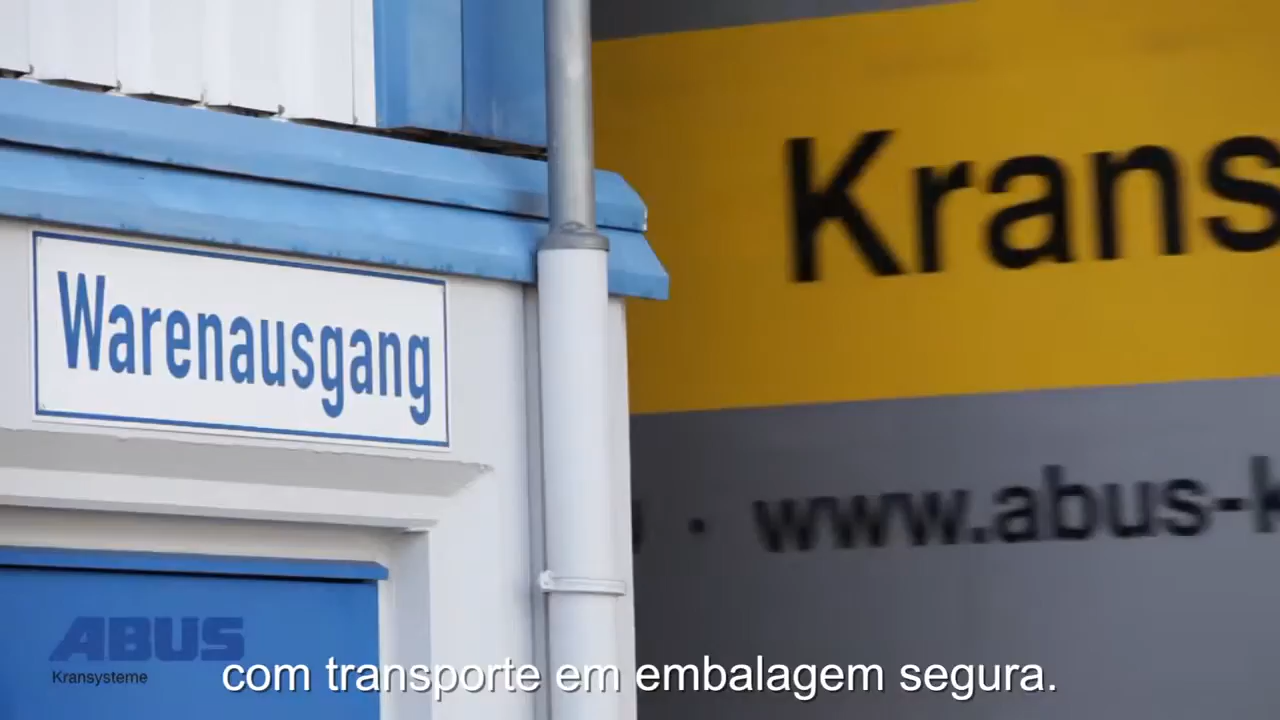 Warenausgang
Krans
www.abus-k
ABUS
Kransysteme
com transporte em embalagem segura.